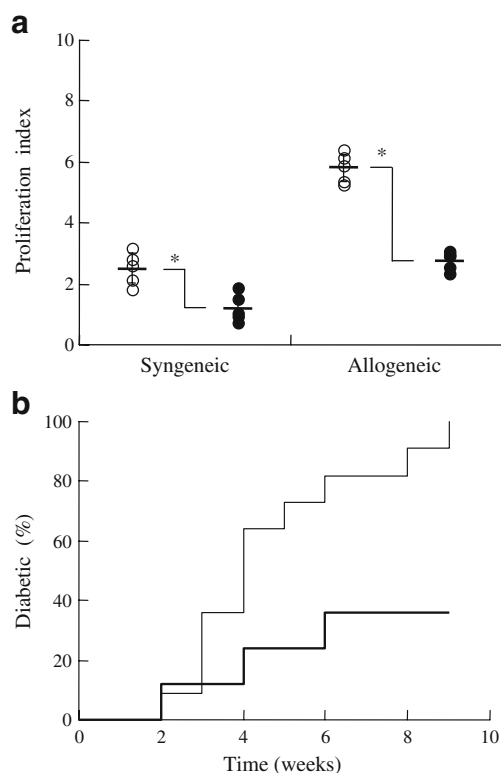 a
Proliferation index
10
8
6
4
2
0
*
*
Syngeneic
Allogeneic
b
Diabetic (%)
100
80
60
40
20
0
0
2
4
6
8
10
Time (weeks)